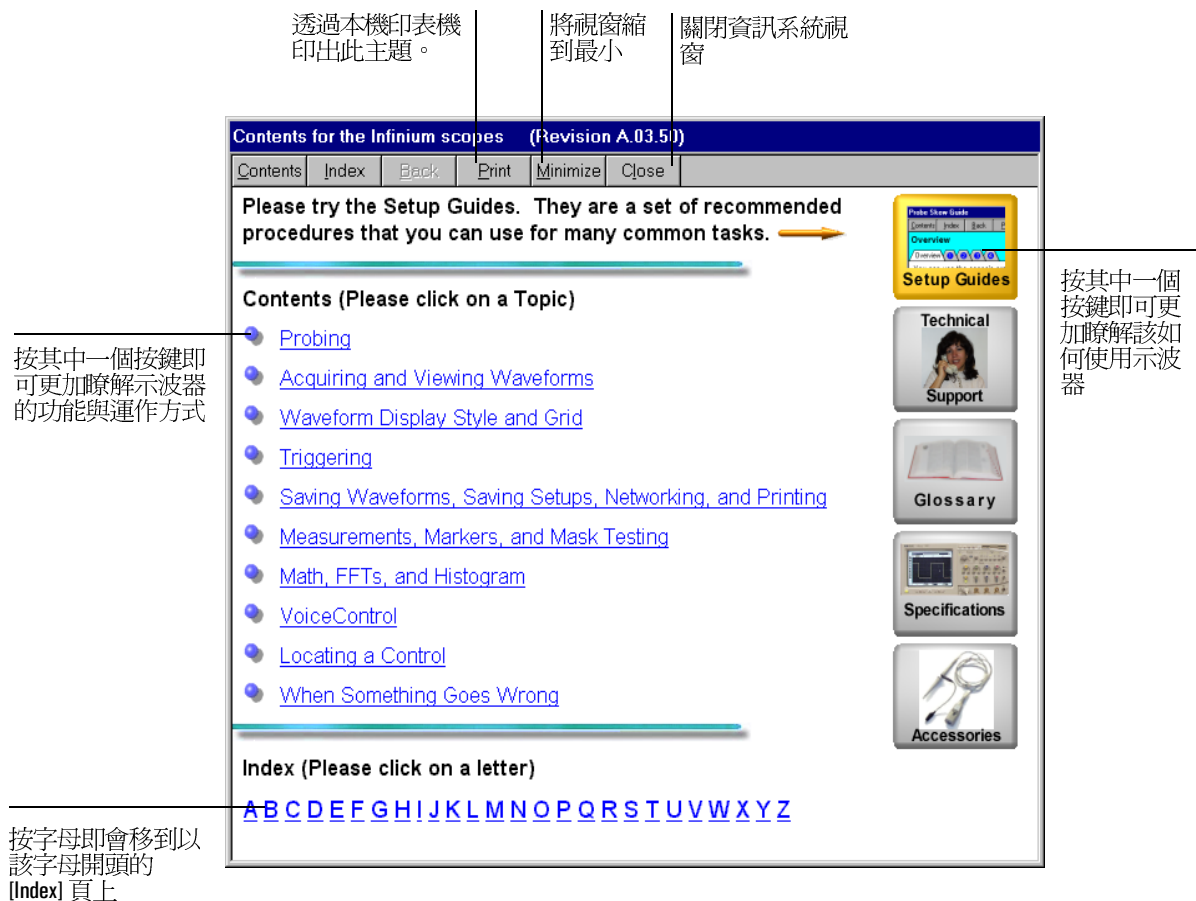 透過本機印表機
印出此主題。
將視窗縮
到最小
關閉資訊系統視
窗
Contents for the Infinium scopes (Revision A.03.50)
Contents Index Back Print Minimize Close
Please try the Setup Guides. They are a set of recommended
procedures that you can use for many common tasks.
Contents (Please click on a Topic)
Probing
Acquiring and Viewing Waveforms
Waveform Display Style and Grid
Triggering
Saving Waveforms, Saving Setups, Networking, and Printing
Measurements, Markers, and Mask Testing
Math, FFTs, and Histogram
VoiceControl
Locating a Control
When Something Goes Wrong
Index (Please click on a letter)
A B C D E F G H I J K L M N O P Q R S T U V W X Y Z
Probe Skew Guide
Contents Index Back
Overview
Overview 1 2 3 4
Setup Guides
Technical
Support
Glossary
Specifications
Accessories
按其中一個按鍵即
可更加瞭解示波器
的功能與運作方式
按其中一個
按鍵即可更
加瞭解該如
何使用示波
器
按字母即會移到以
該字母開頭的
[Index] 頁上